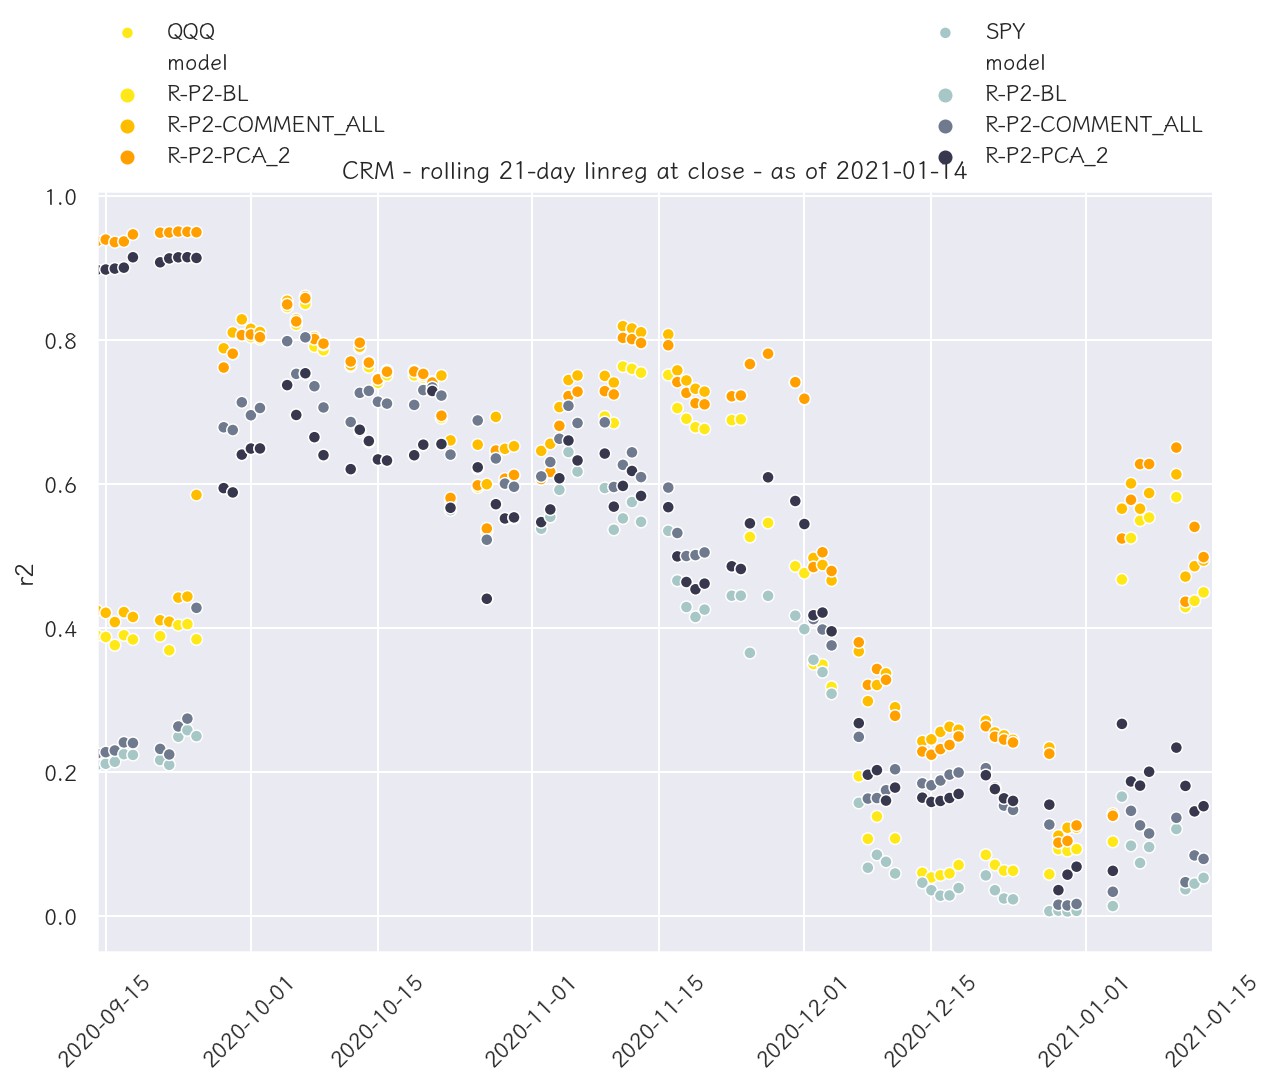 QQQ
model
R-P2-BL
R-P2-COMMENT_ALL
R-P2-PCA_2
SPY
model
R-P2-BL
R-P2-COMMENT_ALL
R-P2-PCA_2
CRM - rolling 21-day linreg at close - as of 2021-01-14
1.0
0.8
0.6
0.4
0.2
0.0
r2
2020-09-15
2020-10-01
2020-10-15
2020-11-01
2020-11-15
2020-12-01
2020-12-15
2021-01-01
2021-01-15